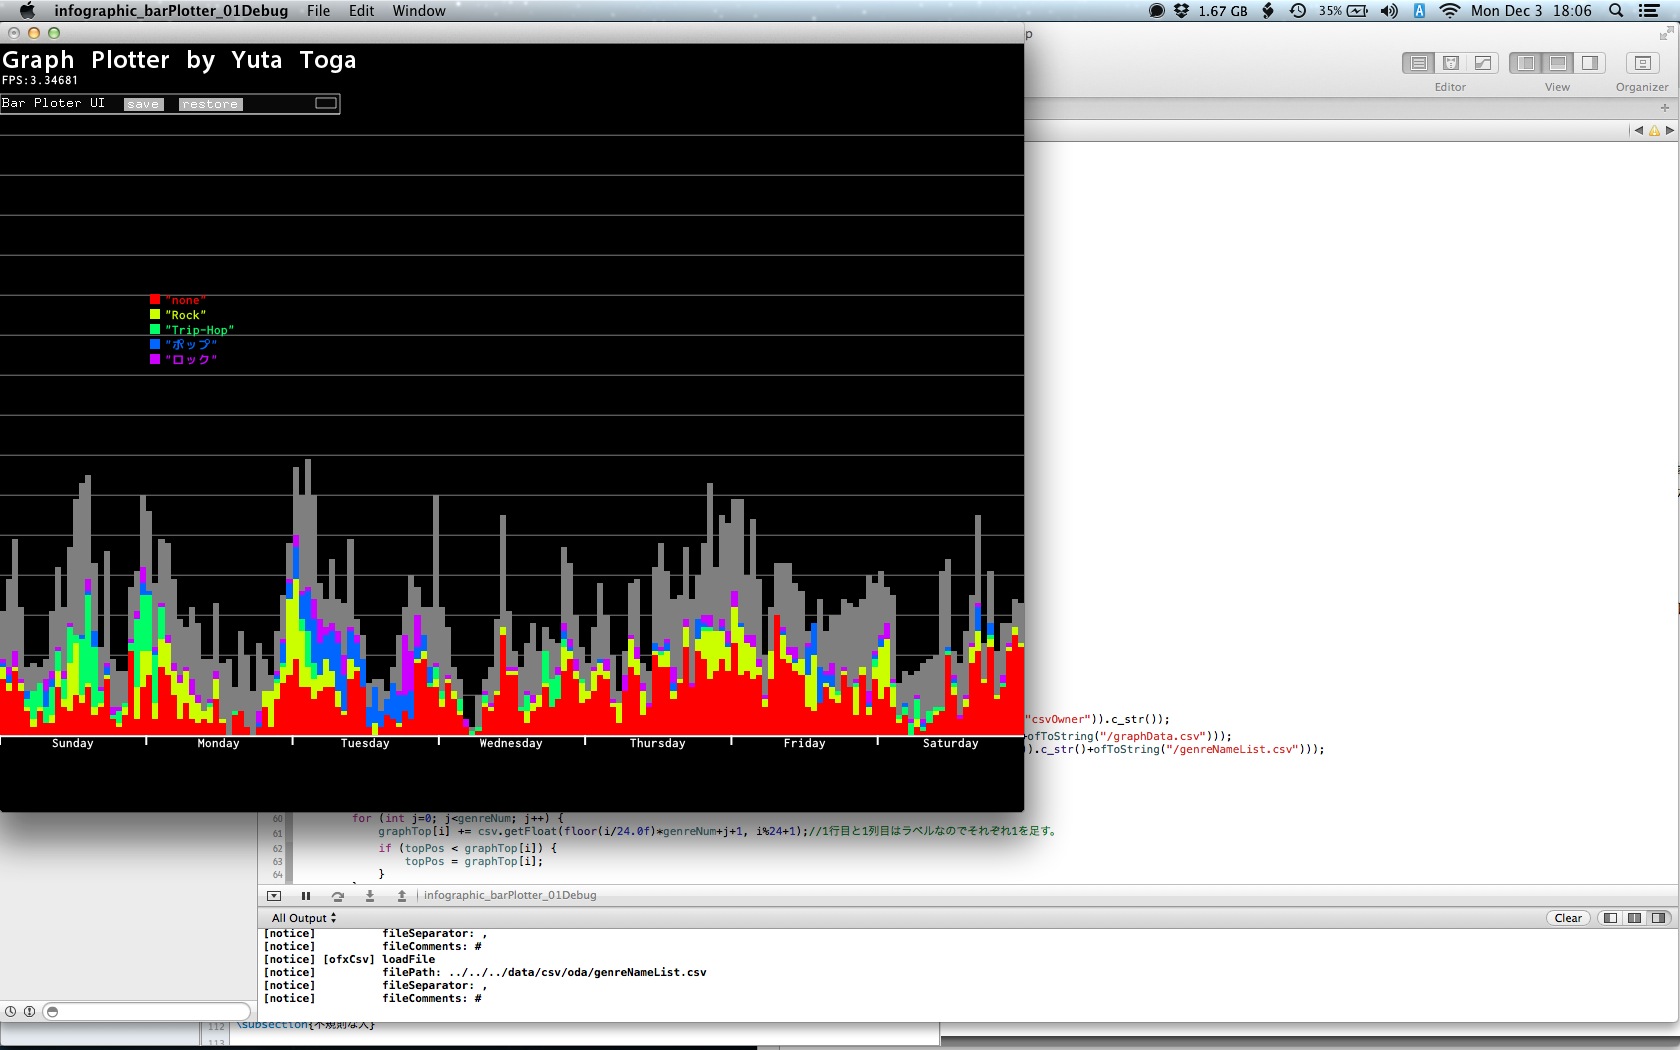 infographic_barPlotter_01Debug File Edit Window 1.67 GB 35% A Mon Dec 3 18:06
Graph Plotter by Yuta Toga
FPS:3.34681
Bar Ploter UI save restore
p
Editor View Organizer
"none"
"Rock"
"Trip-Hop"
"ポップ"
"ロック"
Sunday Monday Tuesday Wednesday Thursday Friday Saturday
"csvOwner")).c_str());
+ofToString("/graphData.csv")));
)).c_str()+ofToString("/genreNameList.csv")));
60 for (int j=0; j<genreNum; j++) {
61 graphTop[i] += csv.getFloat(floor(i/24.0f)*genreNum+j+1, i%24+1);//1行目と1列目はラベルなのでそれぞれ1を足す。
62 if (topPos < graphTop[i]) {
63 topPos = graphTop[i];
64 }
infographic_barPlotter_01Debug
All Output Clear
[notice] fileSeparator: ,
[notice] fileComments: #
[notice] [ofxCsv] loadFile
[notice] filePath: ../../../data/csv/oda/genreNameList.csv
[notice] fileSeparator: ,
[notice] fileComments: #
112 \subsection{不規則な人}
113